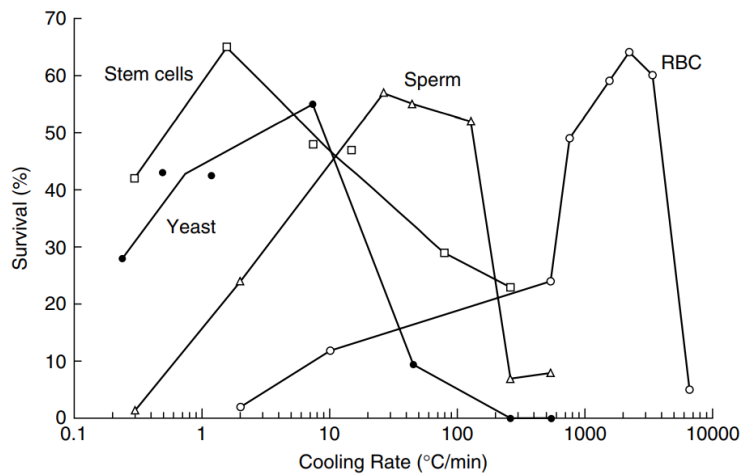 70
60
50
40
30
20
10
0
Survival (%)
Stem cells
Sperm
RBC
Yeast
0.1
1
10
100
1000
10000
Cooling Rate (°C/min)